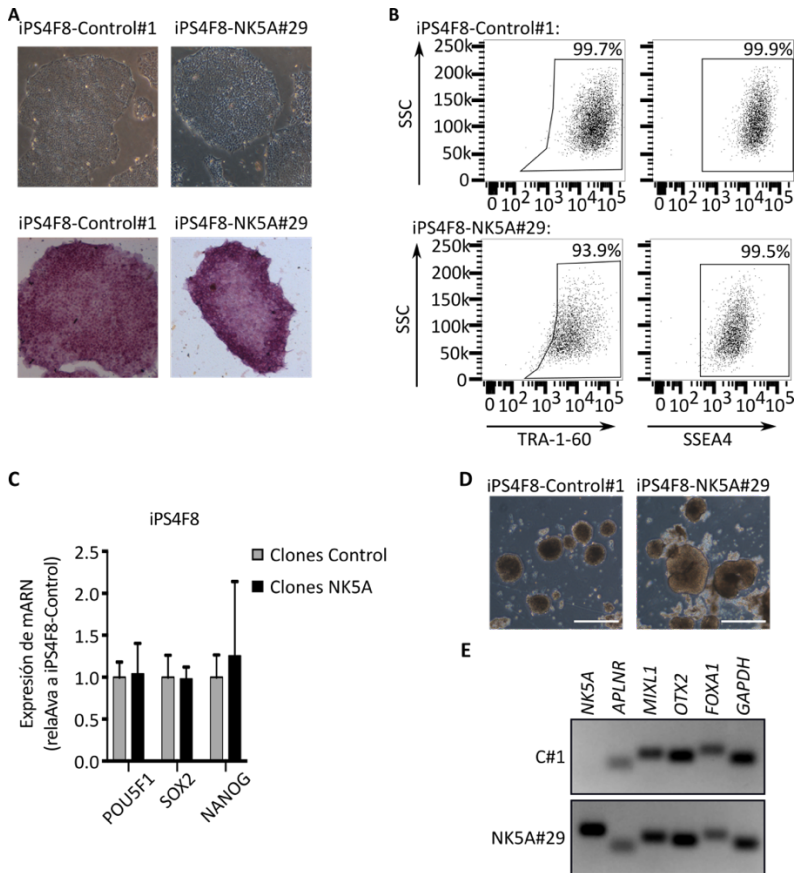 A
iPS4F8-Control#1
iPS4F8-NK5A#29
iPS4F8-Control#1
iPS4F8-NK5A#29
B
iPS4F8-Control#1:
99.7%
99.9%
SSC
250k
200k
150k
100k
50k
0
0 10² 10³ 10⁴ 10⁵
0 10² 10³ 10⁴ 10⁵
iPS4F8-NK5A#29:
93.9%
99.5%
SSC
250k
200k
150k
100k
50k
0
0 10² 10³ 10⁴ 10⁵
0 10² 10³ 10⁴ 10⁵
TRA-1-60
SSEA4
C
iPS4F8
Expresión de mARN
(relaAva a iPS4F8-Control)
2.5
2.0
1.5
1.0
0.5
0.0
Clones Control
Clones NK5A
POU5F1
SOX2
NANOG
D
iPS4F8-Control#1
iPS4F8-NK5A#29
E
NK5A
APLNR
MIXL1
OTX2
FOXA1
GAPDH
C#1
NK5A#29